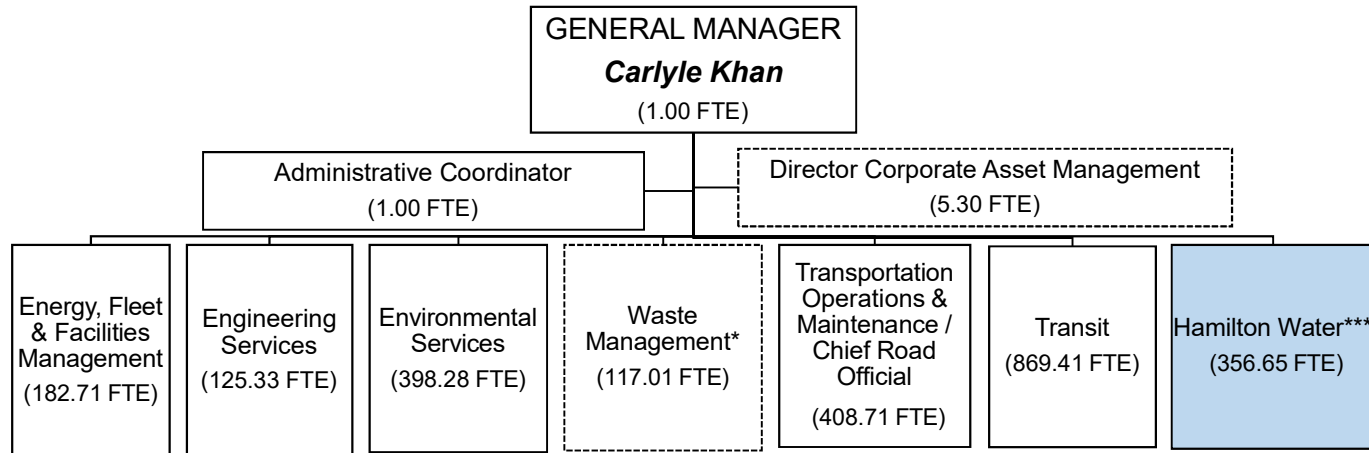 GENERAL MANAGER
Carlyle Khan
(1.00 FTE)
Administrative Coordinator
(1.00 FTE)
Director Corporate Asset Management
(5.30 FTE)
Energy, Fleet
& Facilities
Management
(182.71 FTE)
Engineering
Services
(125.33 FTE)
Environmental
Services
(398.28 FTE)
Waste
Management*
(117.01 FTE)
Transportation
Operations &
Maintenance /
Chief Road
Official
(408.71 FTE)
Transit
(869.41 FTE)
Hamilton Water***
(356.65 FTE)